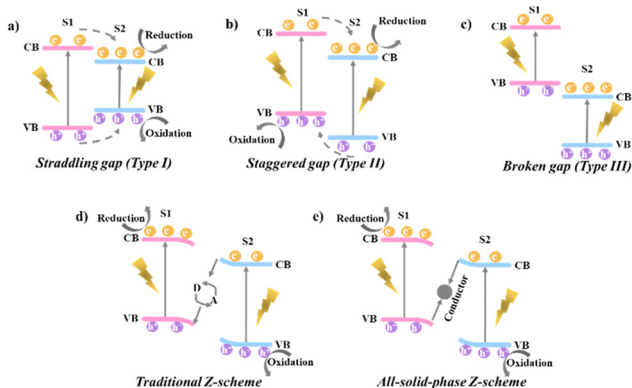 a)
S1
S2
e⁻ e⁻
e⁻ e⁻ e⁻
Reduction
CB
CB
VB
VB
h⁺ h⁺
h⁺ h⁺ h⁺
Oxidation
Straddling gap (Type I)
b)
S1
S2
e⁻ e⁻
e⁻ e⁻ e⁻
Reduction
CB
CB
VB
VB
h⁺ h⁺ h⁺
h⁺ h⁺
Oxidation
Staggered gap (Type II)
c)
S1
S2
e⁻ e⁻
e⁻ e⁻
CB
CB
VB
VB
h⁺ h⁺
h⁺ h⁺
Broken gap (Type III)
d)
Reduction
S1
S2
e⁻ e⁻ e⁻
e⁻ e⁻
CB
CB
D
A
VB
VB
h⁺ h⁺
h⁺ h⁺ h⁺
Oxidation
Traditional Z-scheme
e)
Reduction
S1
S2
e⁻ e⁻ e⁻
e⁻ e⁻
CB
CB
Conductor
VB
VB
h⁺ h⁺
h⁺ h⁺ h⁺
Oxidation
All-solid-phase Z-scheme